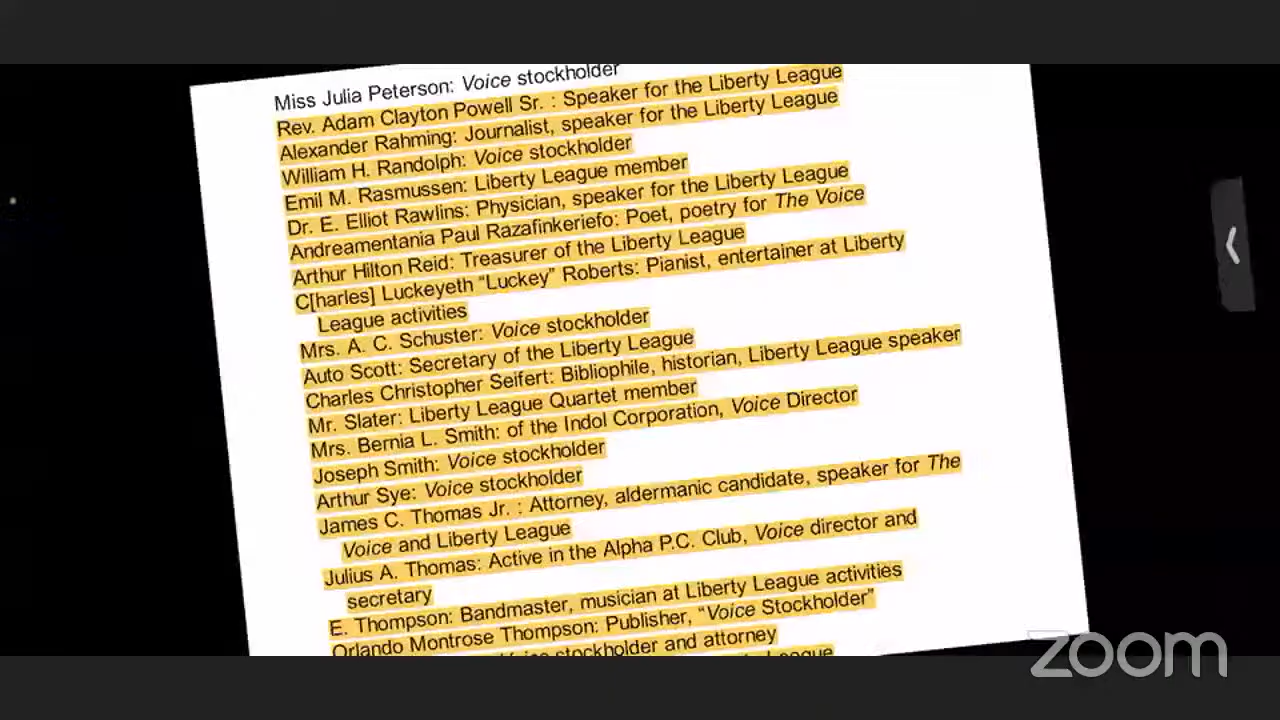 Miss Julia Peterson: Voice stockholder
Rev. Adam Clayton Powell Sr. : Speaker for the Liberty League
Alexander Rahming: Journalist, speaker for the Liberty League
William H. Randolph: Voice stockholder
Emil M. Rasmussen: Liberty League member
Dr. E. Elliot Rawlins: Physician, speaker for the Liberty League
Andreamentania Paul Razafinkeriefo: Poet, poetry for The Voice
Arthur Hilton Reid: Treasurer of the Liberty League
C[harles] Luckeyeth “Luckey” Roberts: Pianist, entertainer at Liberty
League activities
Mrs. A. C. Schuster: Voice stockholder
Auto Scott: Secretary of the Liberty League
Charles Christopher Seifert: Bibliophile, historian, Liberty League speaker
Mr. Slater: Liberty League Quartet member
Mrs. Bernia L. Smith: of the Indol Corporation, Voice Director
Joseph Smith: Voice stockholder
Arthur Sye: Voice stockholder
James C. Thomas Jr. : Attorney, aldermanic candidate, speaker for The
Voice and Liberty League
Julius A. Thomas: Active in the Alpha P.C. Club, Voice director and
secretary
E. Thompson: Bandmaster, musician at Liberty League activities
Orlando Montrose Thompson: Publisher, “Voice Stockholder”
Voice stockholder and attorney
League
zoom